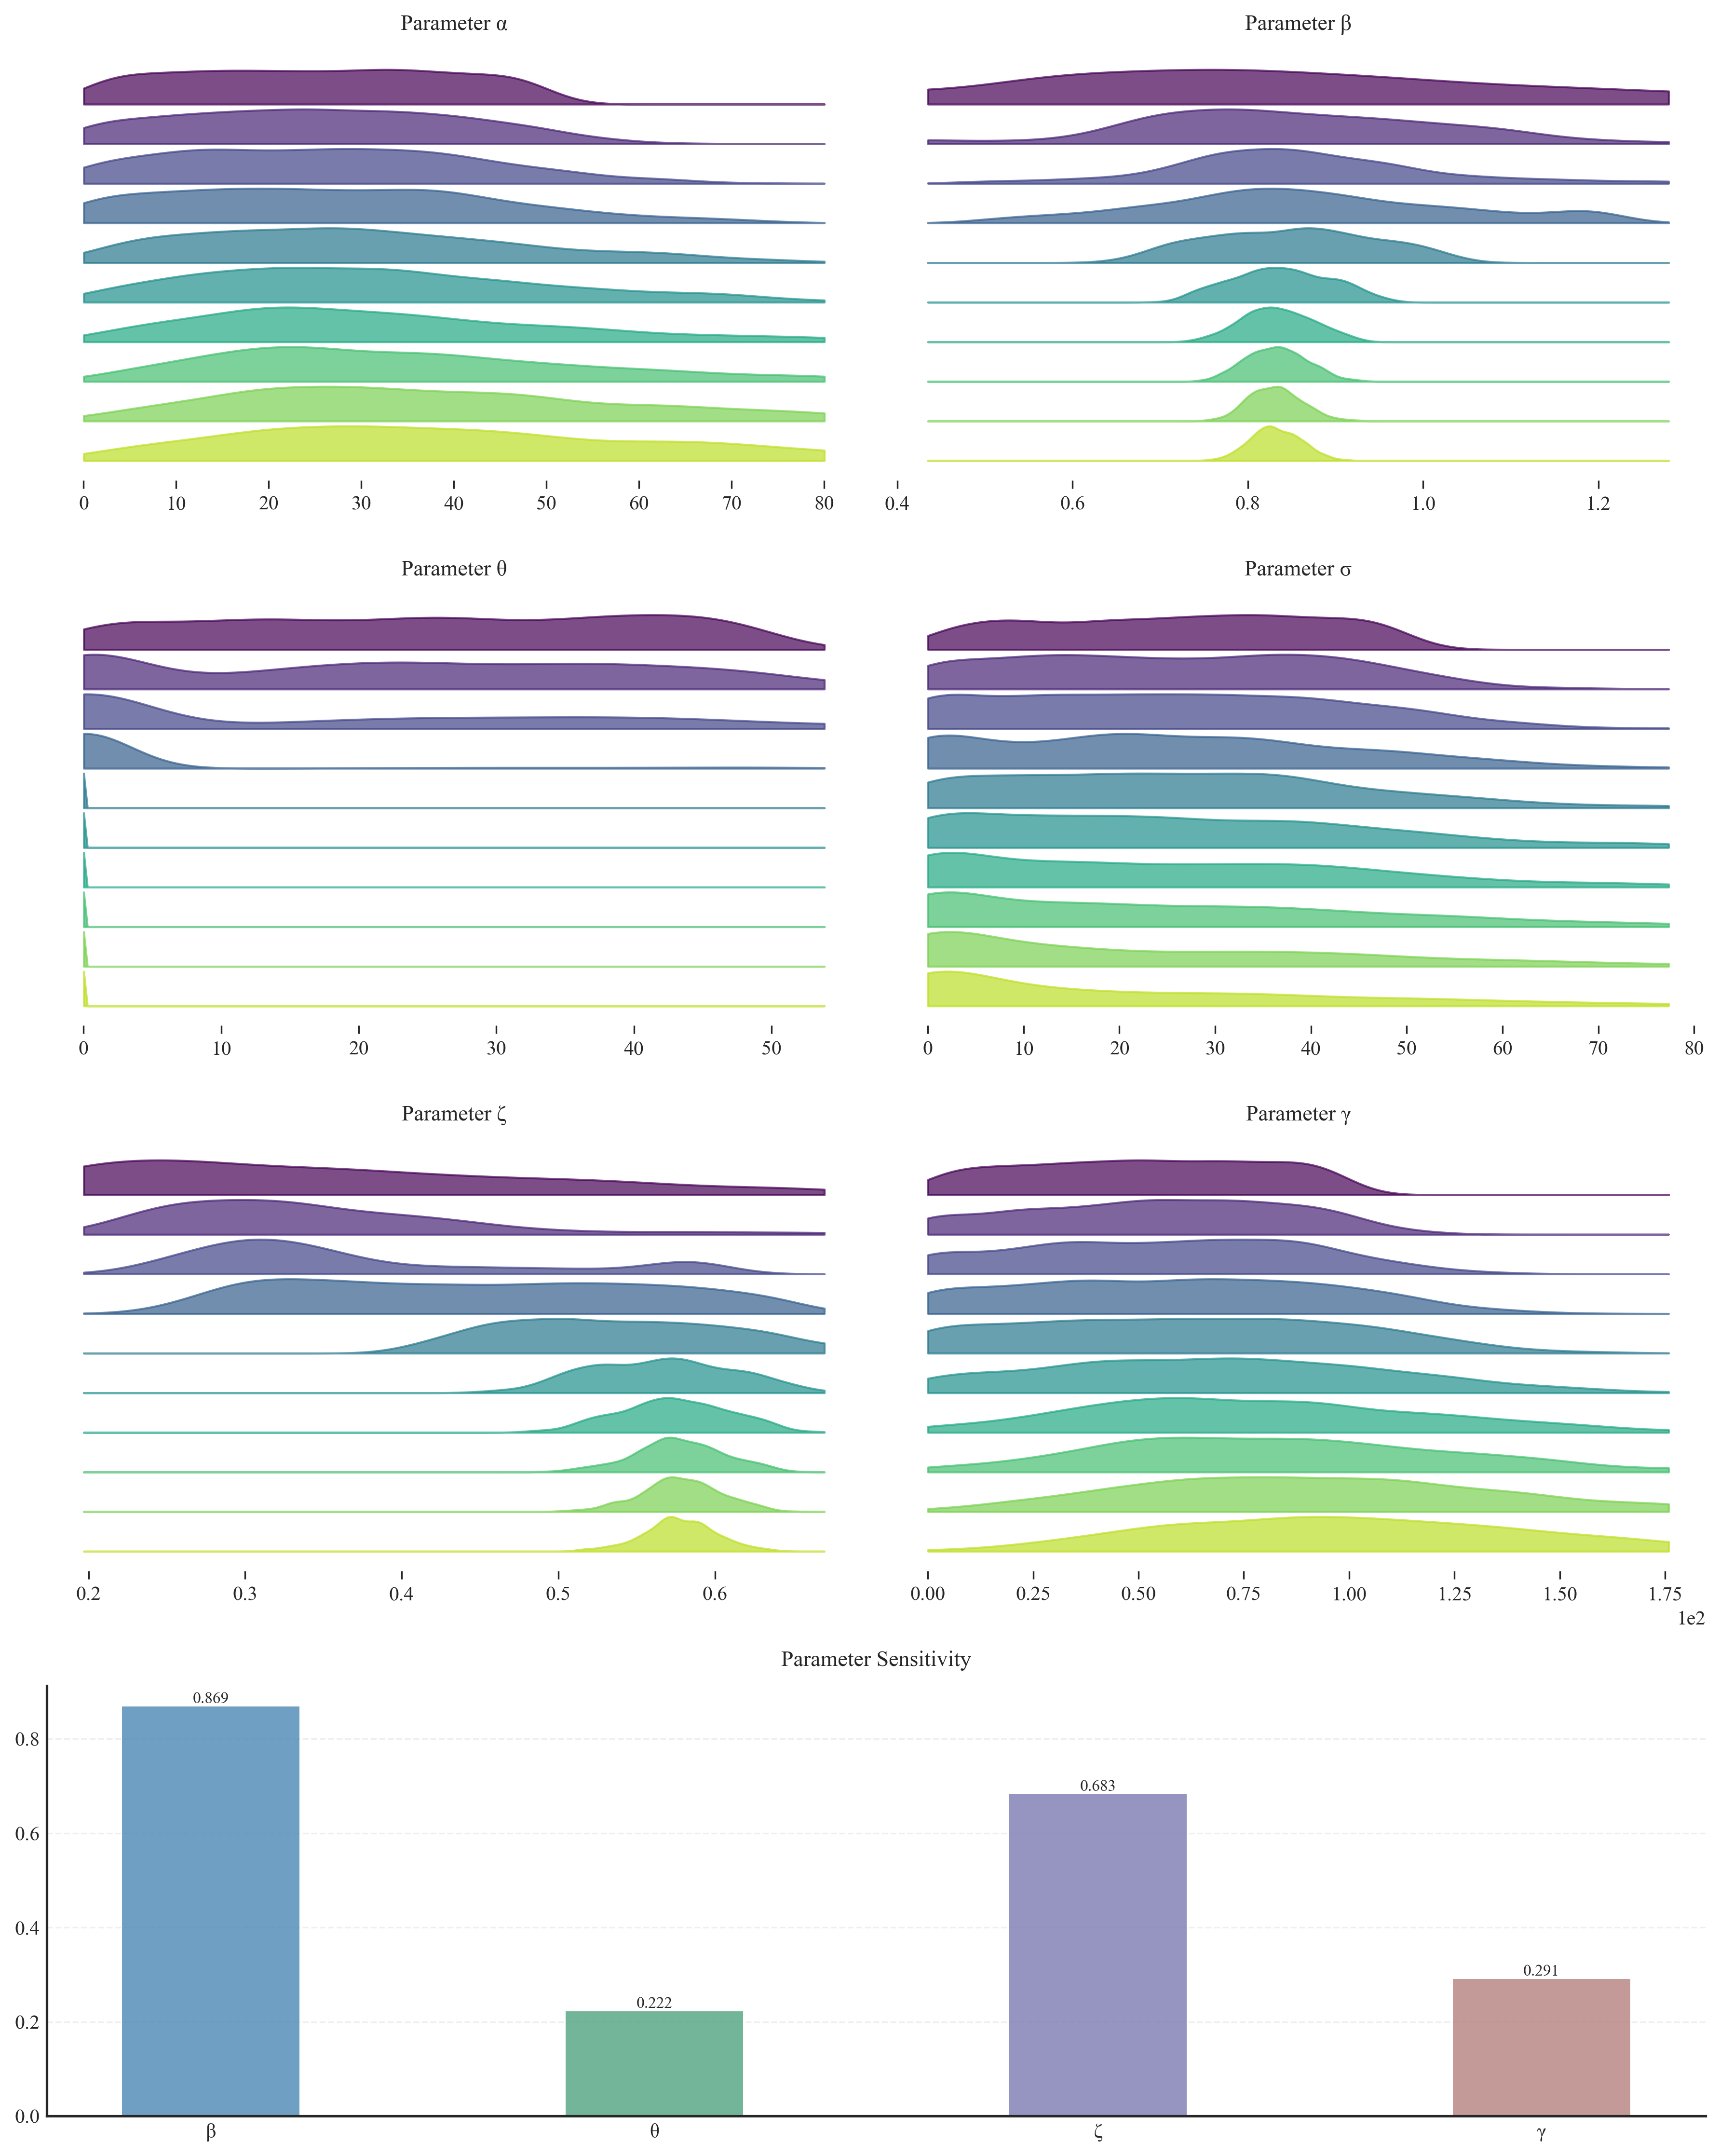 Parameter α
Parameter β
0 10 20 30 40 50 60 70 80
0.4 0.6 0.8 1.0 1.2
Parameter θ
Parameter σ
0 10 20 30 40 50
0 10 20 30 40 50 60 70 80
Parameter ζ
Parameter γ
0.2 0.3 0.4 0.5 0.6
0.00 0.25 0.50 0.75 1.00 1.25 1.50 1.75
1e2
Parameter Sensitivity
0.869
0.8
0.683
0.6
0.4
0.291
0.222
0.2
0.0
β θ ζ γ